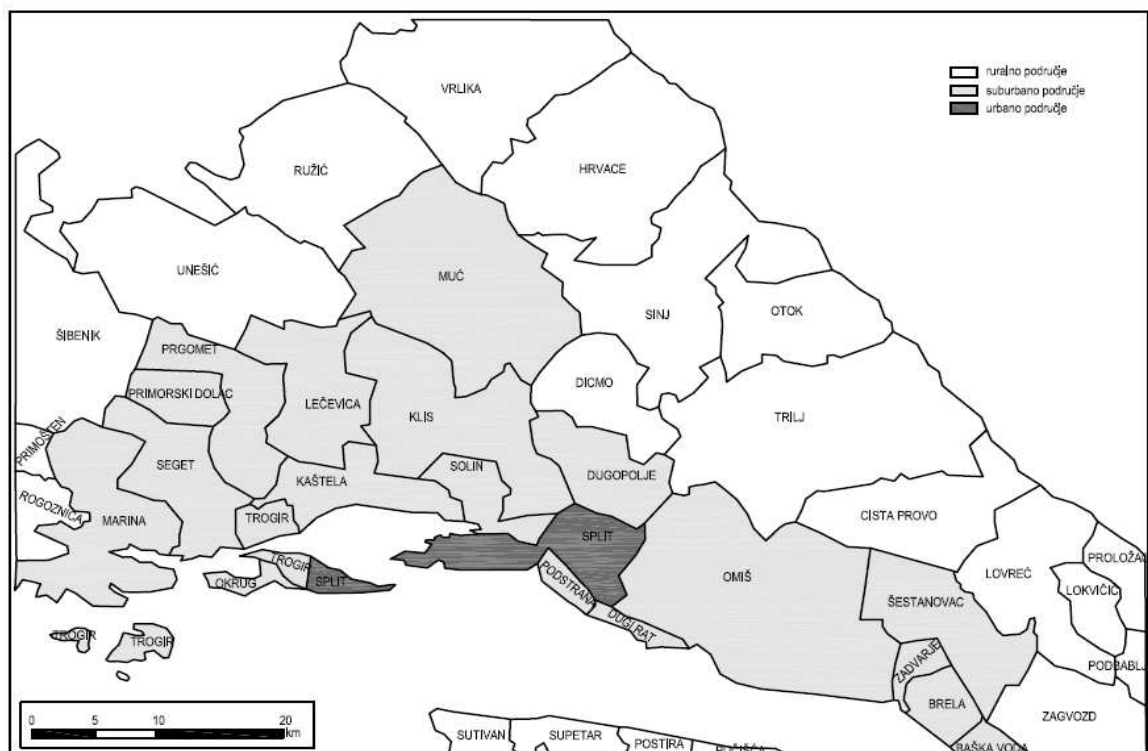 VRLIKA
ruralno područje
suburbano područje
urbano područje
RUŽIĆ
HRVACE
UNEŠIĆ
MUĆ
SINJ
OTOK
ŠIBENIK
PRGOMET
DICMO
PRIMORSKI DOLAC
LEČEVICA
KLIS
TRILJ
PRIMOŠTEN
SEGET
SOLIN
DUGOPOLJE
KAŠTELA
ROGOZNICA
MARINA
TROGIR
CISTA PROVO
SPLIT
TROGIR
OKRUG
SPLIT
OMIŠ
PODSTRANA
DUGI RAT
ŠESTANOVAC
LOVREĆ
PROLOŽAC
LOKVIČIĆ
TROGIR
TROGIR
ZADVARJE
PODBABLJ
BRELA
ZAGVOZD
BAŠKA VODA
0 5 10 20
km
SUTIVAN
SUPETAR
POSTIRA
PUČIŠĆA